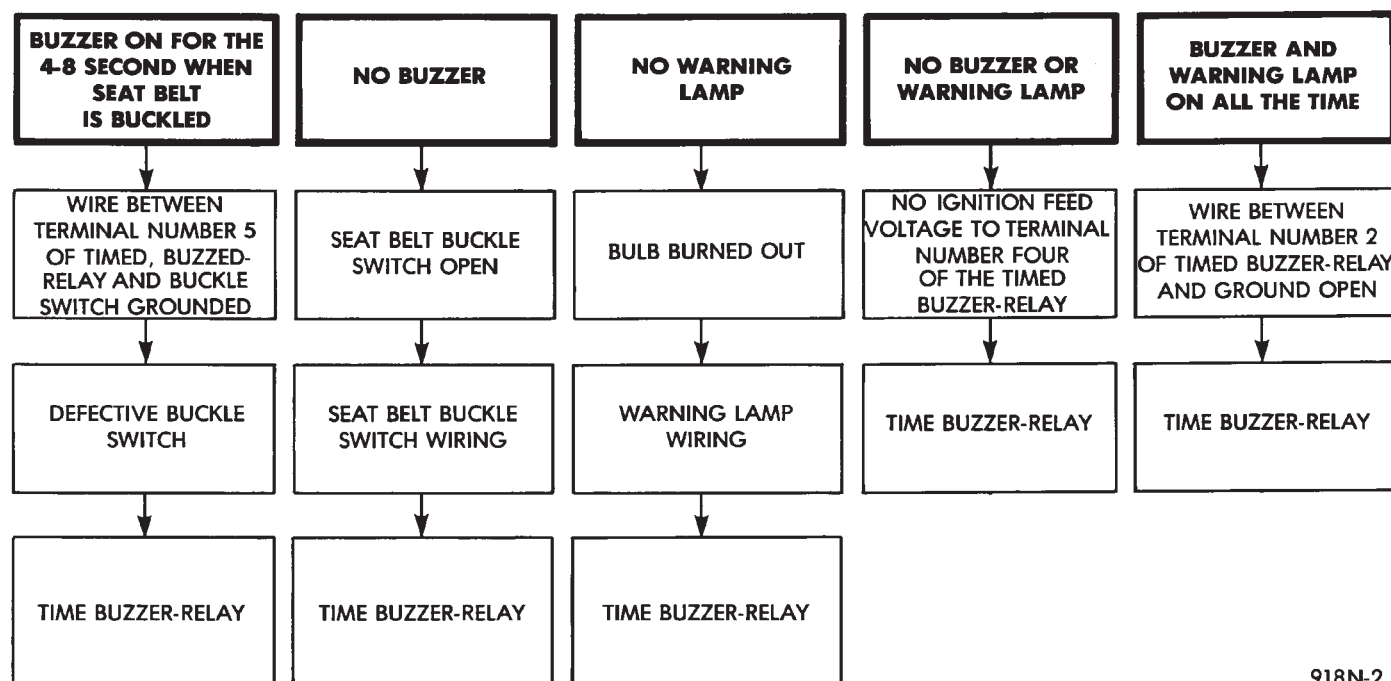 BUZZER ON FOR THE
4-8 SECOND WHEN
SEAT BELT
IS BUCKLED
WIRE BETWEEN
TERMINAL NUMBER 5
OF TIMED, BUZZED-
RELAY AND BUCKLE
SWITCH GROUNDED
DEFECTIVE BUCKLE
SWITCH
TIME BUZZER-RELAY
NO BUZZER
SEAT BELT BUCKLE
SWITCH OPEN
SEAT BELT BUCKLE
SWITCH WIRING
TIME BUZZER-RELAY
NO WARNING
LAMP
BULB BURNED OUT
WARNING LAMP
WIRING
TIME BUZZER-RELAY
NO BUZZER OR
WARNING LAMP
NO IGNITION FEED
VOLTAGE TO TERMINAL
NUMBER FOUR
OF THE TIMED
BUZZER-RELAY
TIME BUZZER-RELAY
BUZZER AND
WARNING LAMP
ON ALL THE TIME
WIRE BETWEEN
TERMINAL NUMBER 2
OF TIMED BUZZER-RELAY
AND GROUND OPEN
TIME BUZZER-RELAY
918N-2